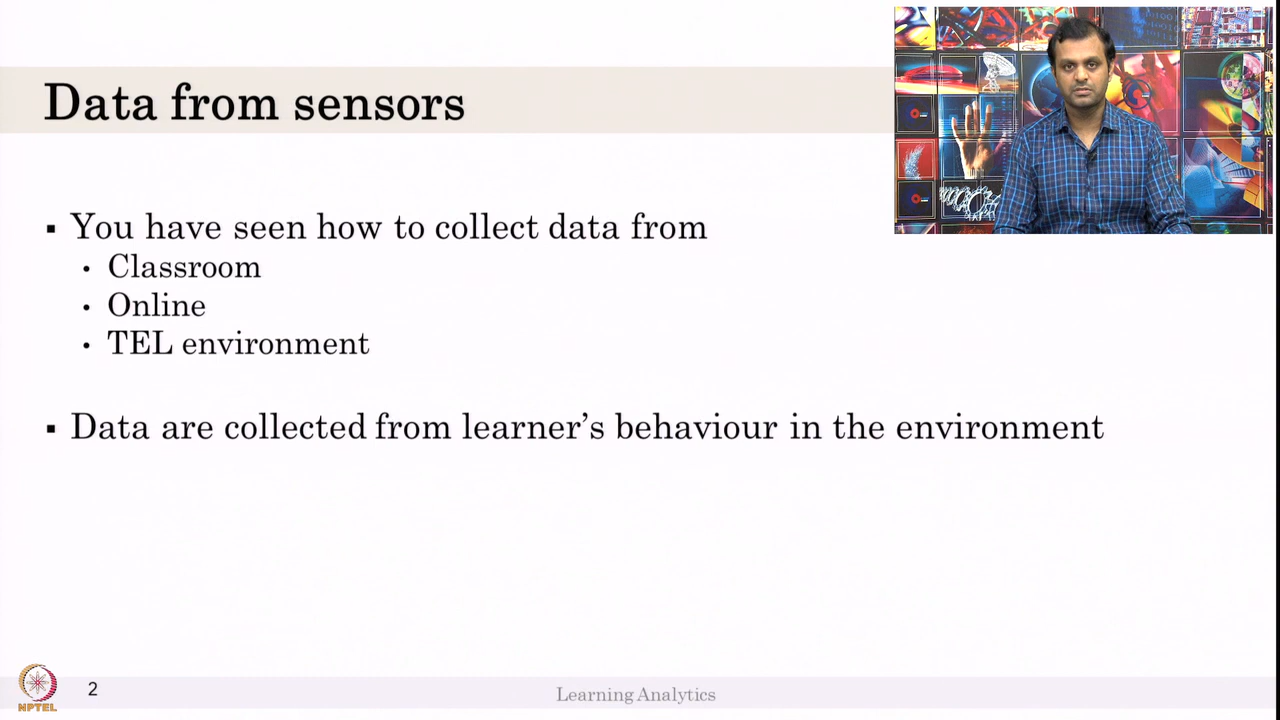 Data from sensors
▪ You have seen how to collect data from
• Classroom
• Online
• TEL environment
▪ Data are collected from learner’s behaviour in the environment
NPTEL
2
Learning Analytics